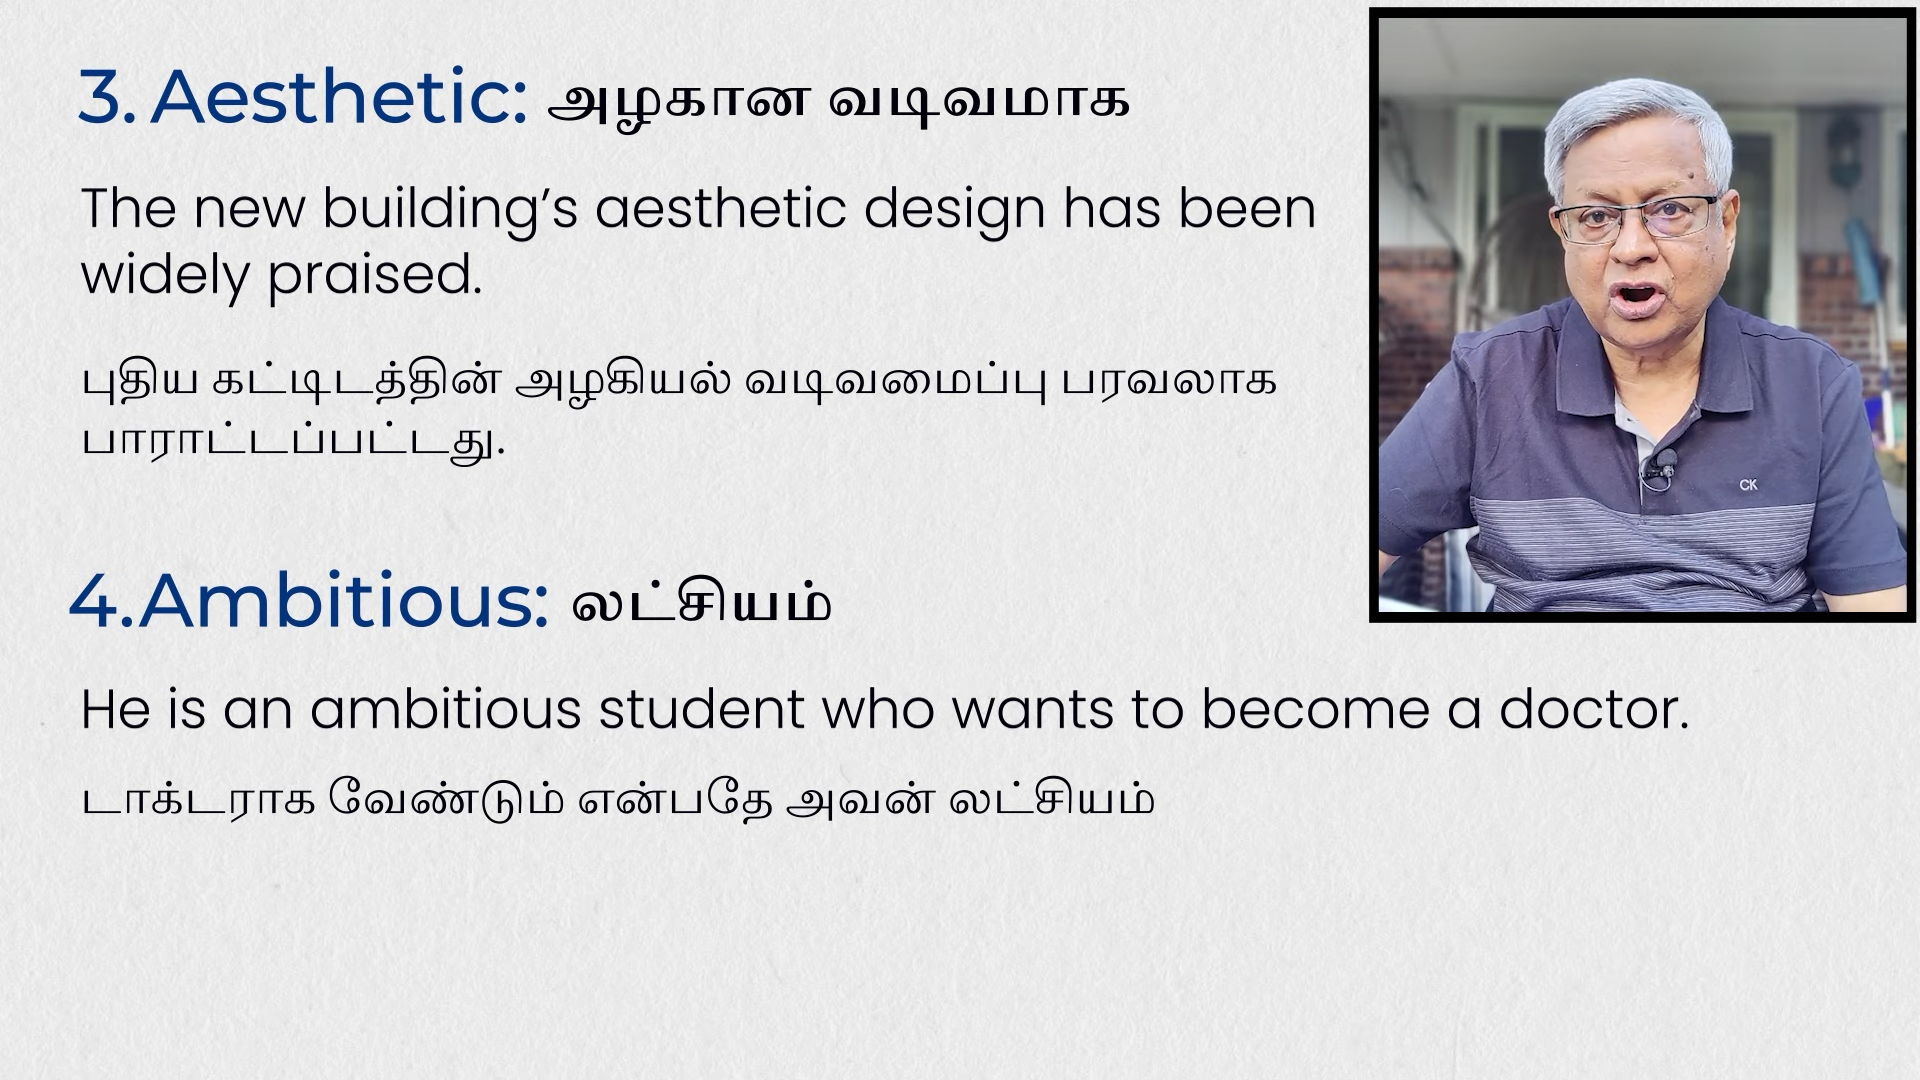 3. Aesthetic: அழகான வடிவமாக
The new building’s aesthetic design has been
widely praised.
புதிய கட்டிடத்தின் அழகியல் வடிவமைப்பு பரவலாக
பாராட்டப்பட்டது.
4.Ambitious: லட்சியம்
He is an ambitious student who wants to become a doctor.
டாக்டராக வேண்டும் என்பதே அவன் லட்சியம்
CK